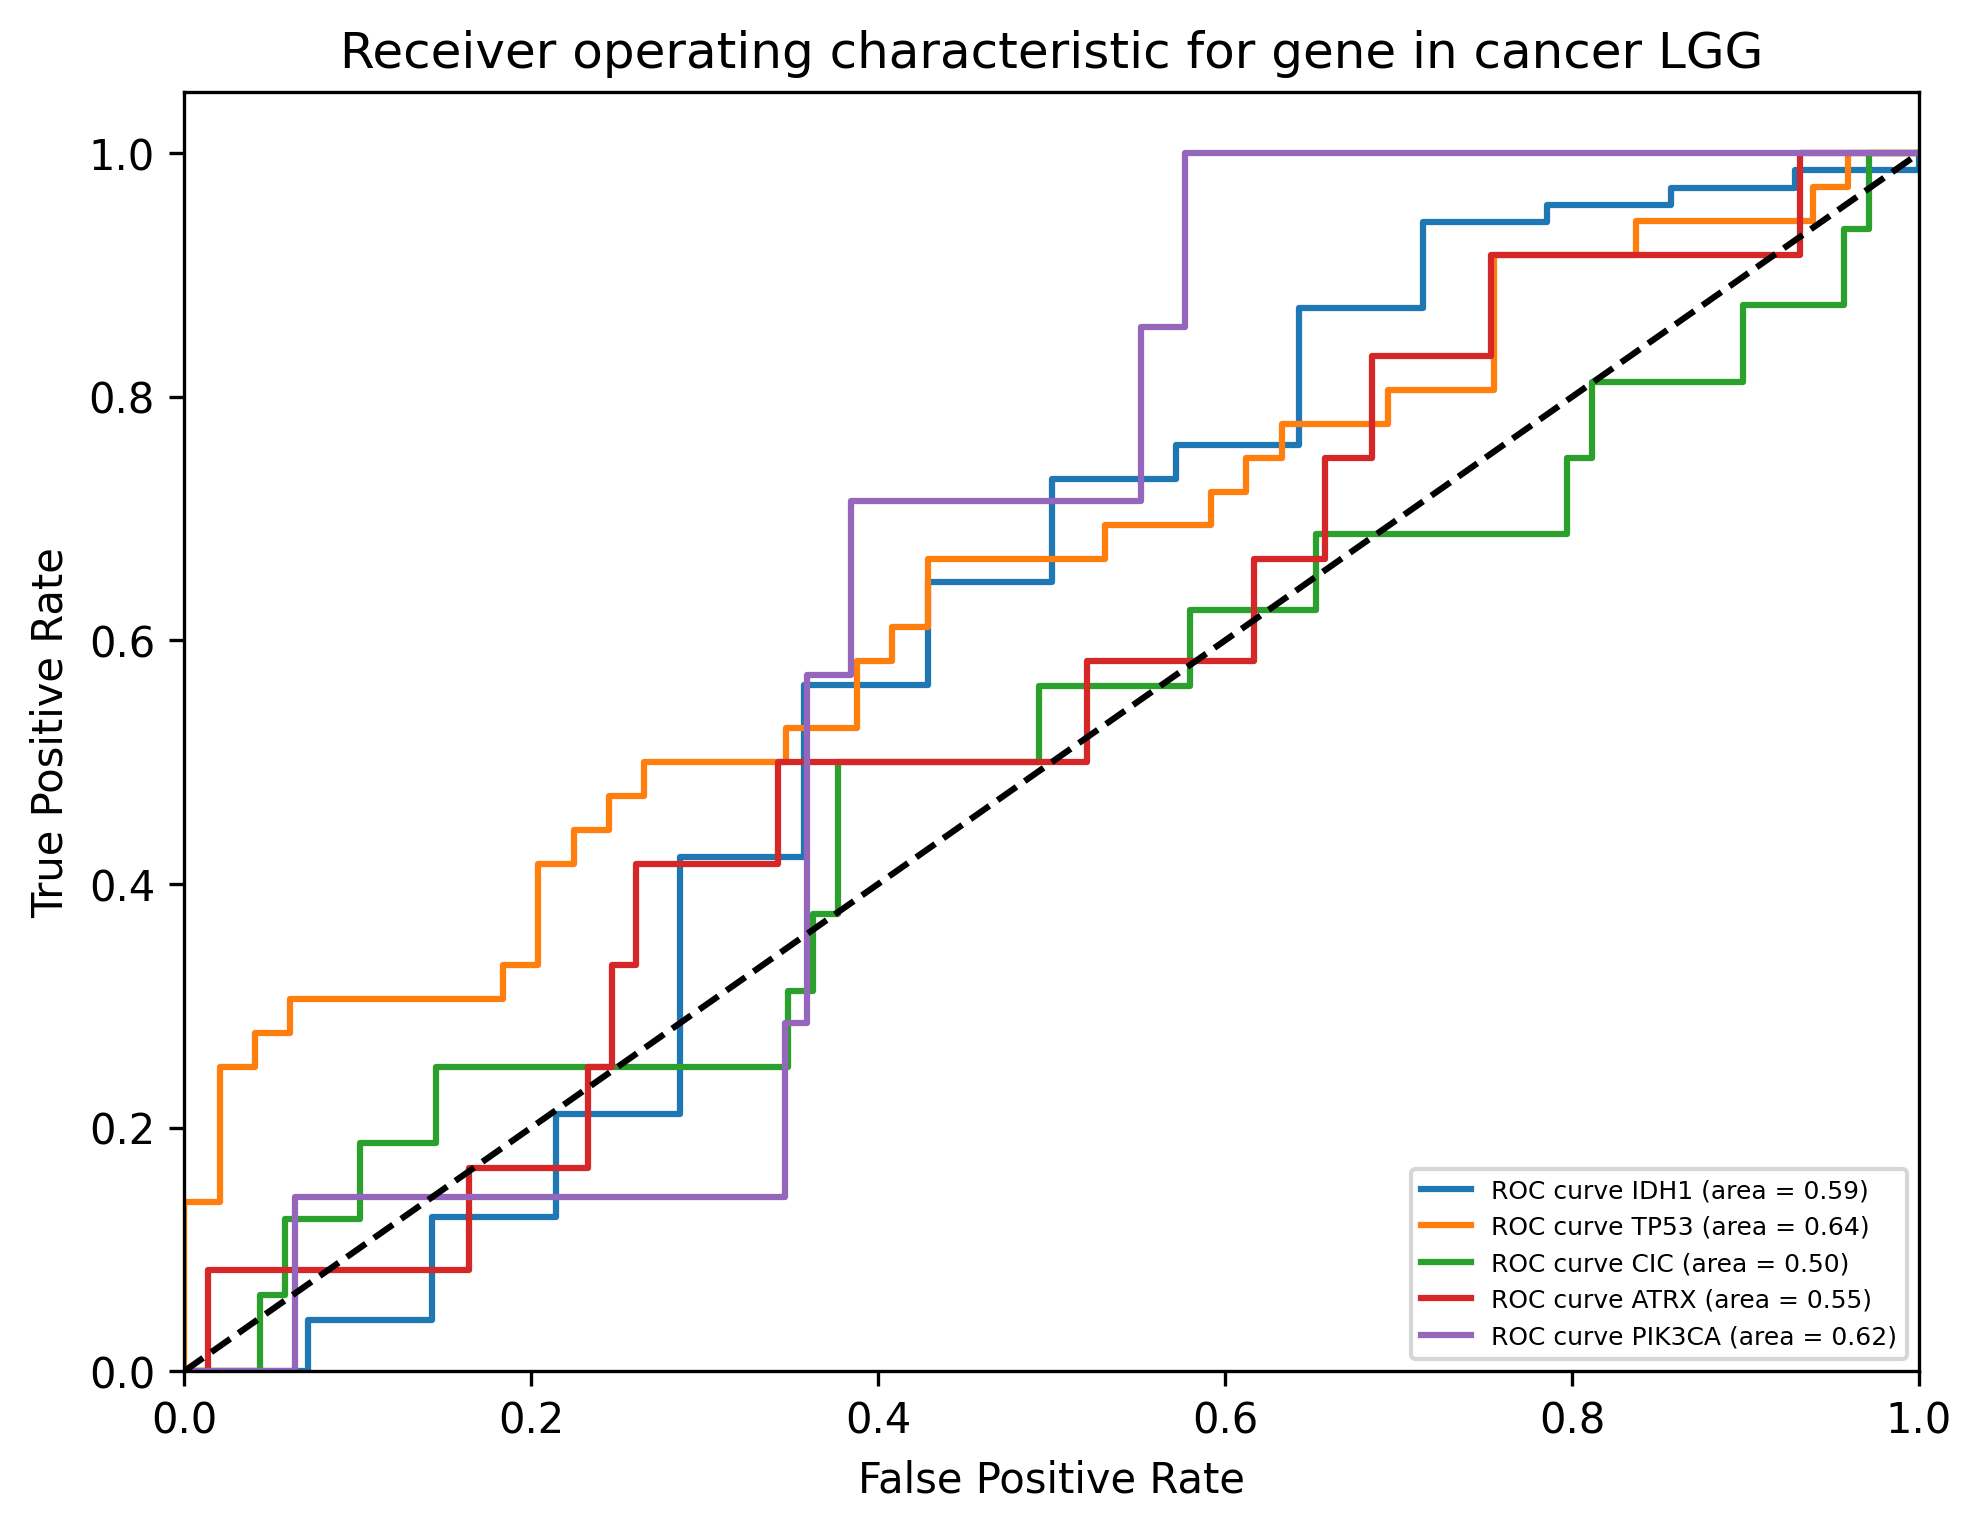 Receiver operating characteristic for gene in cancer LGG
1.0
0.8
0.6
0.4
0.2
0.0
True Positive Rate
ROC curve IDH1 (area = 0.59)
ROC curve TP53 (area = 0.64)
ROC curve CIC (area = 0.50)
ROC curve ATRX (area = 0.55)
ROC curve PIK3CA (area = 0.62)
0.0 0.2 0.4 0.6 0.8 1.0
False Positive Rate